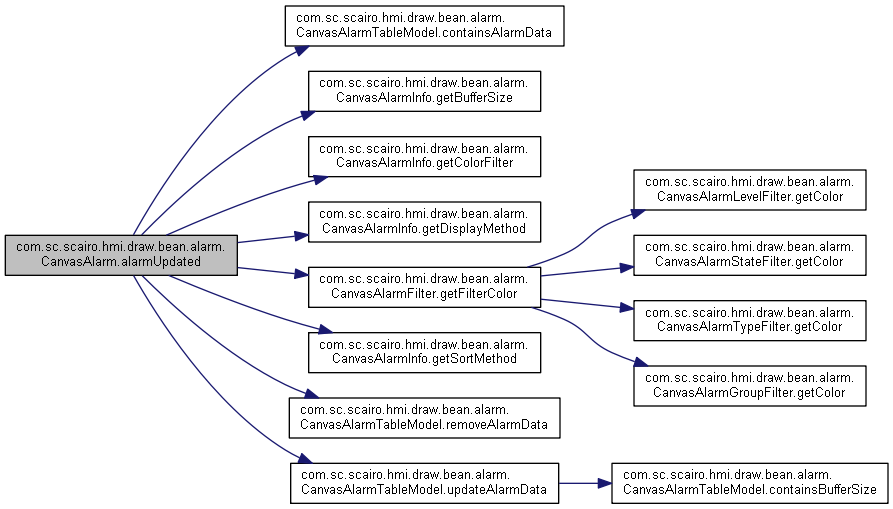 com.sc.scairo.hmi.draw.bean.alarm.
CanvasAlarmTableModel.containsAlarmData
com.sc.scairo.hmi.draw.bean.alarm.
CanvasAlarmInfo.getBufferSize
com.sc.scairo.hmi.draw.bean.alarm.
CanvasAlarmInfo.getColorFilter
com.sc.scairo.hmi.draw.bean.alarm.
CanvasAlarmLevelFilter.getColor
com.sc.scairo.hmi.draw.bean.alarm.
CanvasAlarmInfo.getDisplayMethod
com.sc.scairo.hmi.draw.bean.alarm.
CanvasAlarm.alarmUpdated
com.sc.scairo.hmi.draw.bean.alarm.
CanvasAlarmStateFilter.getColor
com.sc.scairo.hmi.draw.bean.alarm.
CanvasAlarmFilter.getFilterColor
com.sc.scairo.hmi.draw.bean.alarm.
CanvasAlarmTypeFilter.getColor
com.sc.scairo.hmi.draw.bean.alarm.
CanvasAlarmInfo.getSortMethod
com.sc.scairo.hmi.draw.bean.alarm.
CanvasAlarmGroupFilter.getColor
com.sc.scairo.hmi.draw.bean.alarm.
CanvasAlarmTableModel.removeAlarmData
com.sc.scairo.hmi.draw.bean.alarm.
CanvasAlarmTableModel.updateAlarmData
com.sc.scairo.hmi.draw.bean.alarm.
CanvasAlarmTableModel.containsBufferSize